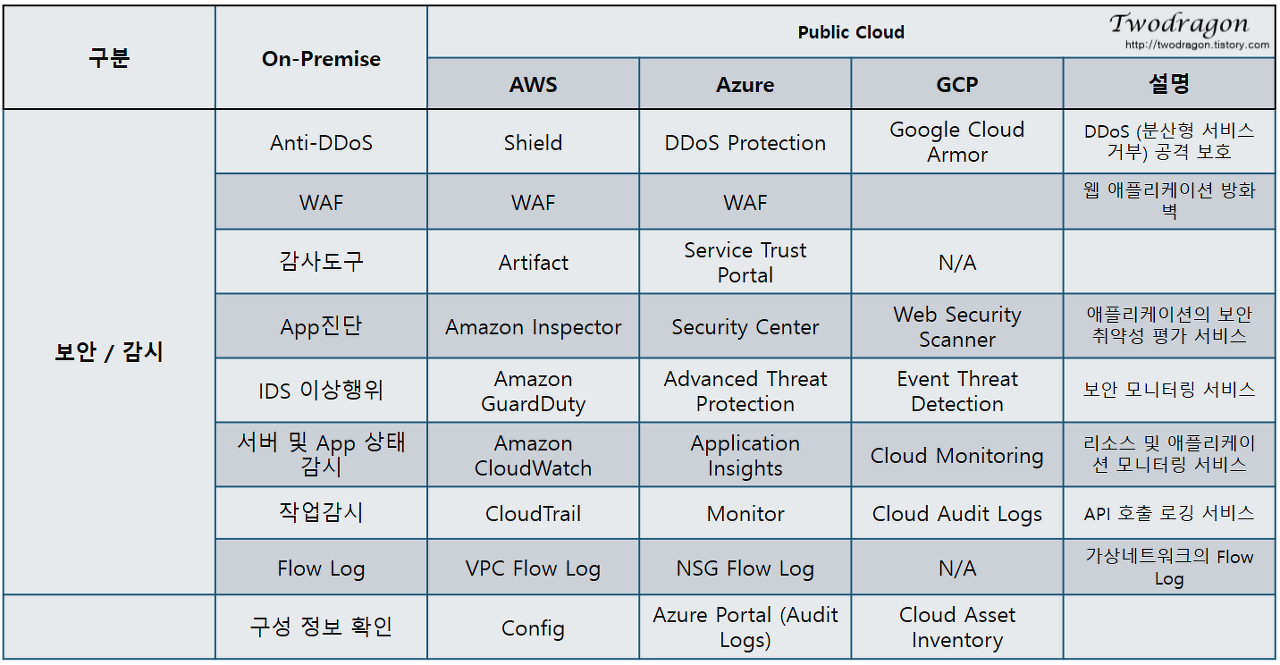 구분
On-Premise
Public Cloud
Twodragon
http://twodragon.tistory.com
AWS
Azure
GCP
설명
보안 / 감시
Anti-DDoS
Shield
DDoS Protection
Google Cloud
Armor
DDoS (분산형 서비스
거부) 공격 보호
WAF
WAF
WAF
웹 애플리케이션 방화
벽
감사도구
Artifact
Service Trust
Portal
N/A
App진단
Amazon Inspector
Security Center
Web Security
Scanner
애플리케이션의 보안
취약성 평가 서비스
IDS 이상행위
Amazon
GuardDuty
Advanced Threat
Protection
Event Threat
Detection
보안 모니터링 서비스
서버 및 App 상태
감시
Amazon
CloudWatch
Application
Insights
Cloud Monitoring
리소스 및 애플리케이
션 모니터링 서비스
작업감시
CloudTrail
Monitor
Cloud Audit Logs
API 호출 로깅 서비스
Flow Log
VPC Flow Log
NSG Flow Log
N/A
가상네트워크의 Flow
Log
구성 정보 확인
Config
Azure Portal (Audit
Logs)
Cloud Asset
Inventory